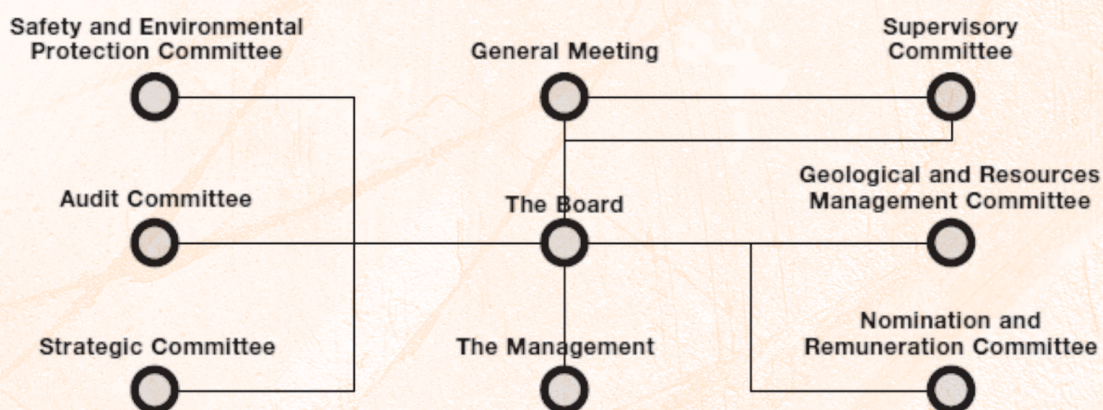 Safety and Environmental
Protection Committee
General Meeting
Supervisory
Committee
Audit Committee
The Board
Geological and Resources
Management Committee
Strategic Committee
The Management
Nomination and
Remuneration Committee